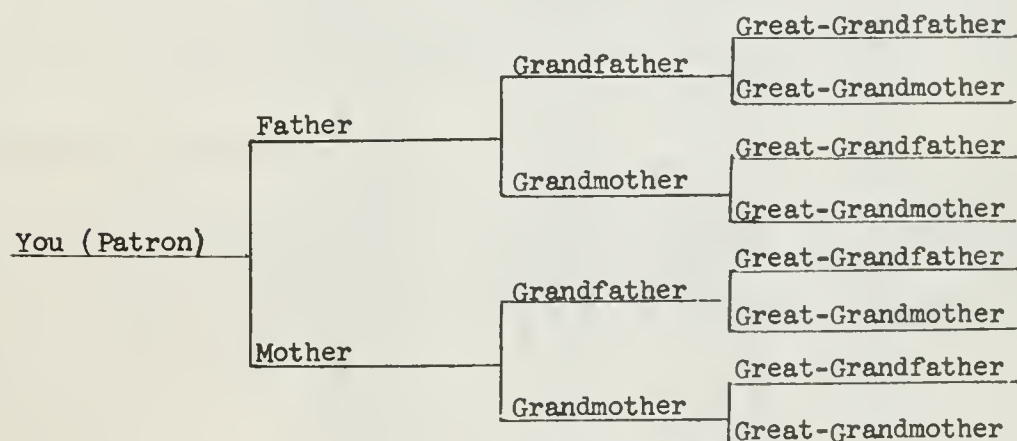 Great-Grandfather
Grandfather
Great-Grandmother
Father
Great-Grandfather
Grandmother
Great-Grandmother
You (Patron)
Great-Grandfather
Grandfather
Great-Grandmother
Mother
Great-Grandfather
Grandmother
Great-Grandmother